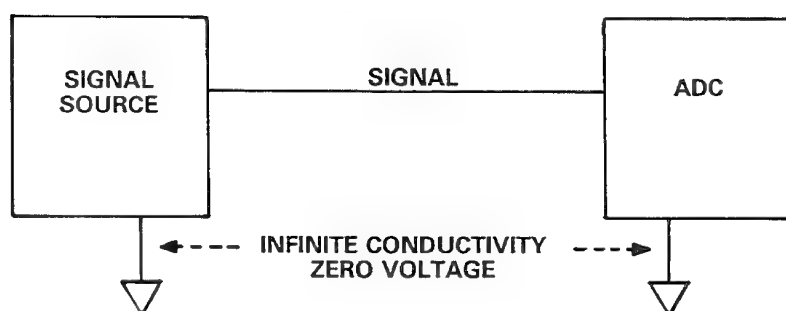 SIGNAL
SOURCE
SIGNAL
ADC
INFINITE CONDUCTIVITY
ZERO VOLTAGE